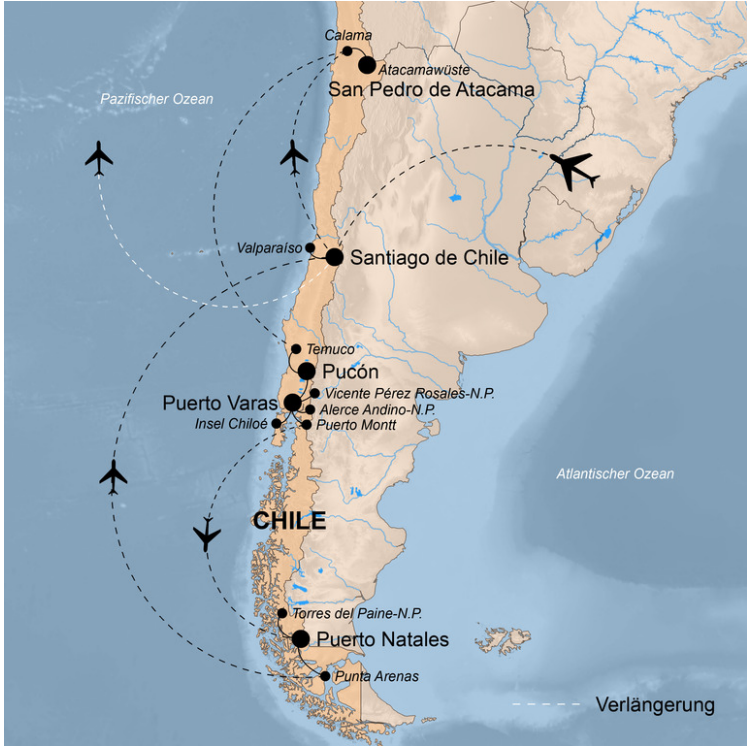 Calama
Atacamawüste
San Pedro de Atacama
Pazifischer Ozean
Valparaíso
Santiago de Chile
Temuco
Pucón
Vicente Pérez Rosales-N.P.
Puerto Varas
Alerce Andino-N.P.
Insel Chiloé
Puerto Montt
Atlantischer Ozean
CHILE
Torres del Paine-N.P.
Puerto Natales
Punta Arenas
Verlängerung